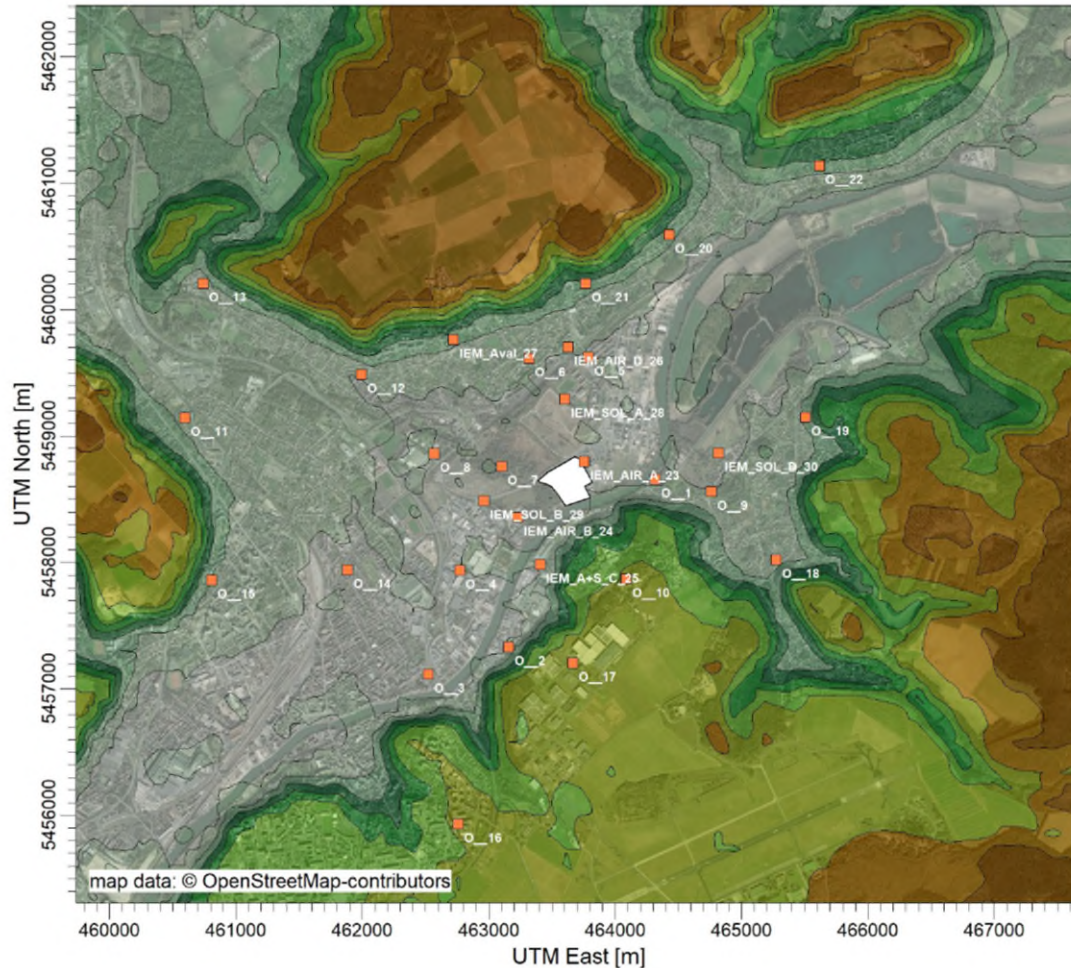 UTM North [m]
5462000
5461000
5460000
5459000
5458000
5457000
5456000
O__22
O__20
O__13
O__21
IEM_Aval_27
IEM_AIR_D_26
O__6
O__5
O__12
IEM_SOL_A_28
O__11
O__19
O__8
IEM_SOL_D_30
O__7
IEM_AIR_A_23
O__1
O__9
IEM_SOL_B_29
IEM_AIR_B_24
O__18
IEM_A+S_C_25
O__14
O__4
O__15
O__10
O__2
O__17
O__3
O__16
map data: © OpenStreetMap-contributors
460000 461000 462000 463000 464000 465000 466000 467000
UTM East [m]